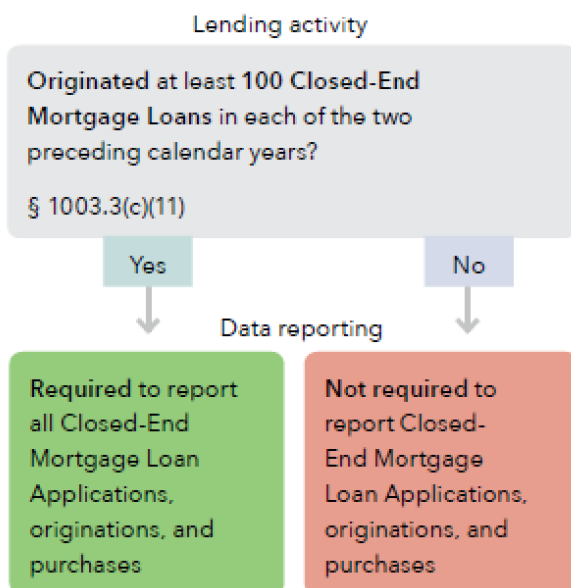 Lending activity
Originated at least 100 Closed-End
Mortgage Loans in each of the two
preceding calendar years?
§ 1003.3(c)(11)
Yes
No
Data reporting
Required to report
all Closed-End
Mortgage Loan
Applications,
originations, and
purchases
Not required to
report Closed-
End Mortgage
Loan Applications,
originations, and
purchases